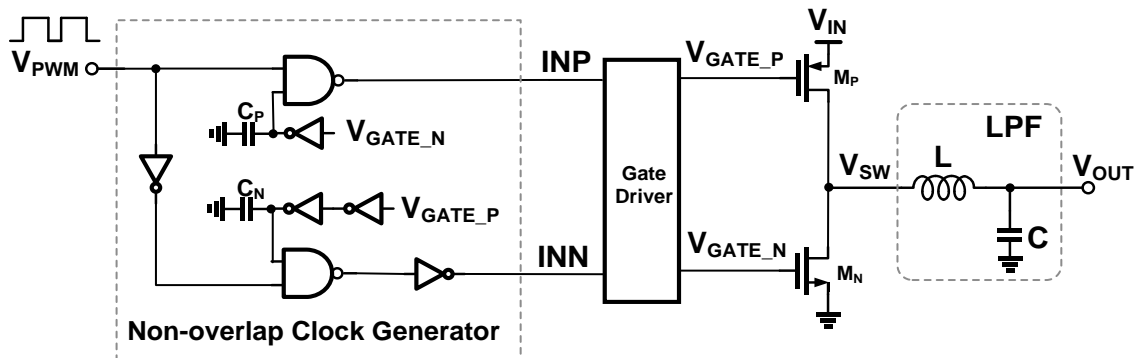 V_PWM
C_P
V_GATE_N
C_N
V_GATE_P
INP
INN
Non-overlap Clock Generator
Gate
Driver
V_GATE_P
V_GATE_N
V_IN
M_P
V_SW
M_N
LPF
L
C
V_OUT